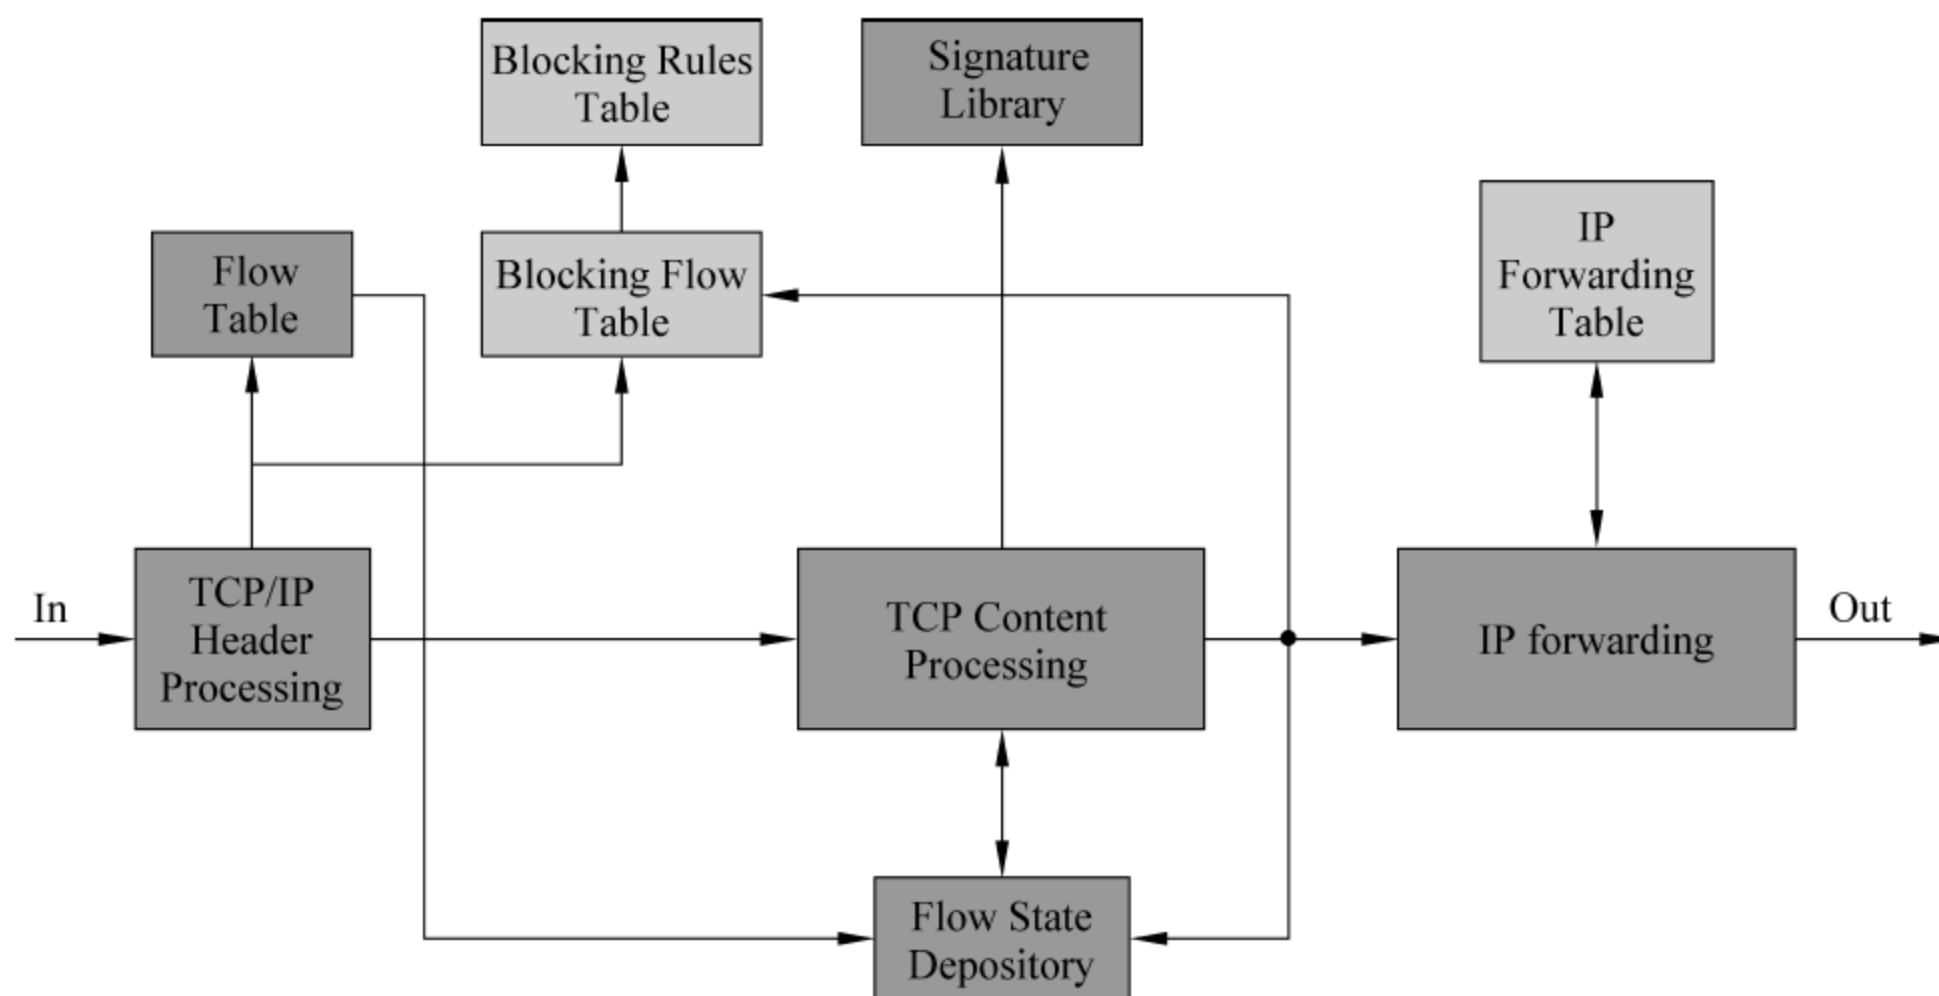 Blocking Rules
Table
Signature
Library
Flow
Table
Blocking Flow
Table
IP
Forwarding
Table
In
TCP/IP
Header
Processing
TCP Content
Processing
IP forwarding
Out
Flow State
Depository